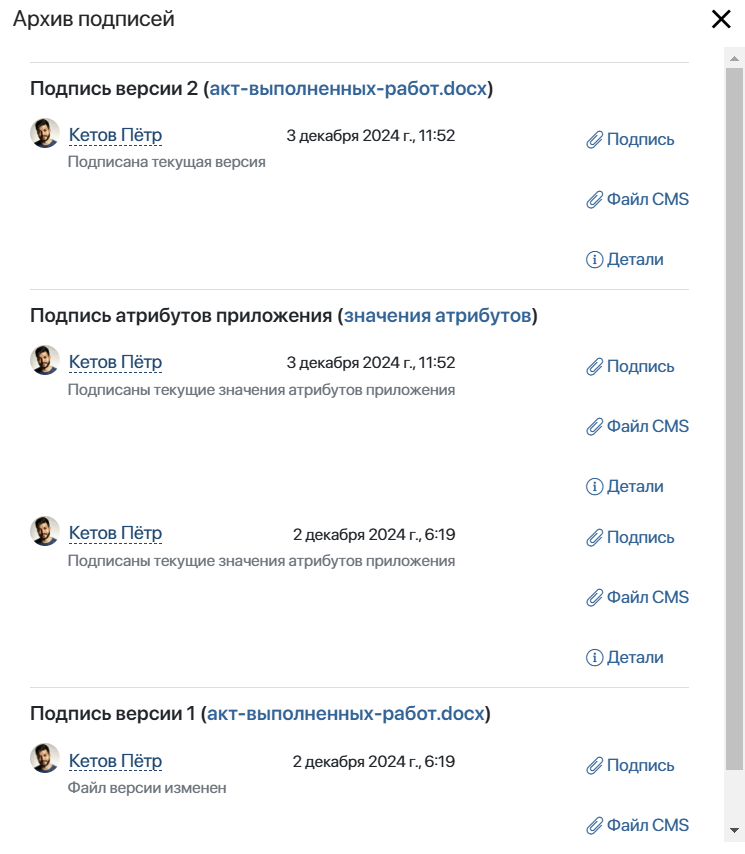 Архив подписей
Подпись версии 2 (акт-выполненных-работ.docx)
Кетов Пётр 3 декабря 2024 г., 11:52 Подпись
Подписана текущая версия
Файл CMS
Детали
Подпись атрибутов приложения (значения атрибутов)
Кетов Пётр 3 декабря 2024 г., 11:52 Подпись
Подписаны текущие значения атрибутов приложения
Файл CMS
Детали
Кетов Пётр 2 декабря 2024 г., 6:19 Подпись
Подписаны текущие значения атрибутов приложения
Файл CMS
Детали
Подпись версии 1 (акт-выполненных-работ.docx)
Кетов Пётр 2 декабря 2024 г., 6:19 Подпись
Файл версии изменен
Файл CMS